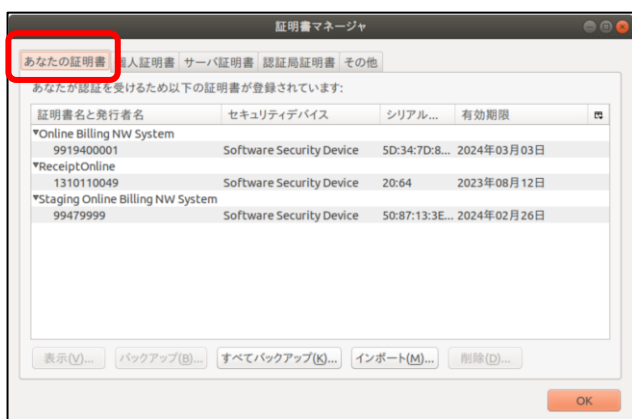 証明書マネージャ
あなたの証明書 個人証明書 サーバ証明書 認証局証明書 その他
あなたが認証を受けるため以下の証明書が登録されています:
証明書名と発行者名 セキュリティデバイス シリアル... 有効期限
▼Online Billing NW System
9919400001 Software Security Device 5D:34:7D:8... 2024年03月03日
▼ReceiptOnline
1310110049 Software Security Device 20:64 2023年08月12日
▼Staging Online Billing NW System
99479999 Software Security Device 50:87:13:3E... 2024年02月26日
表示(V)... バックアップ(B)... すべてバックアップ(K)... インポート(M)... 削除(D)...
OK